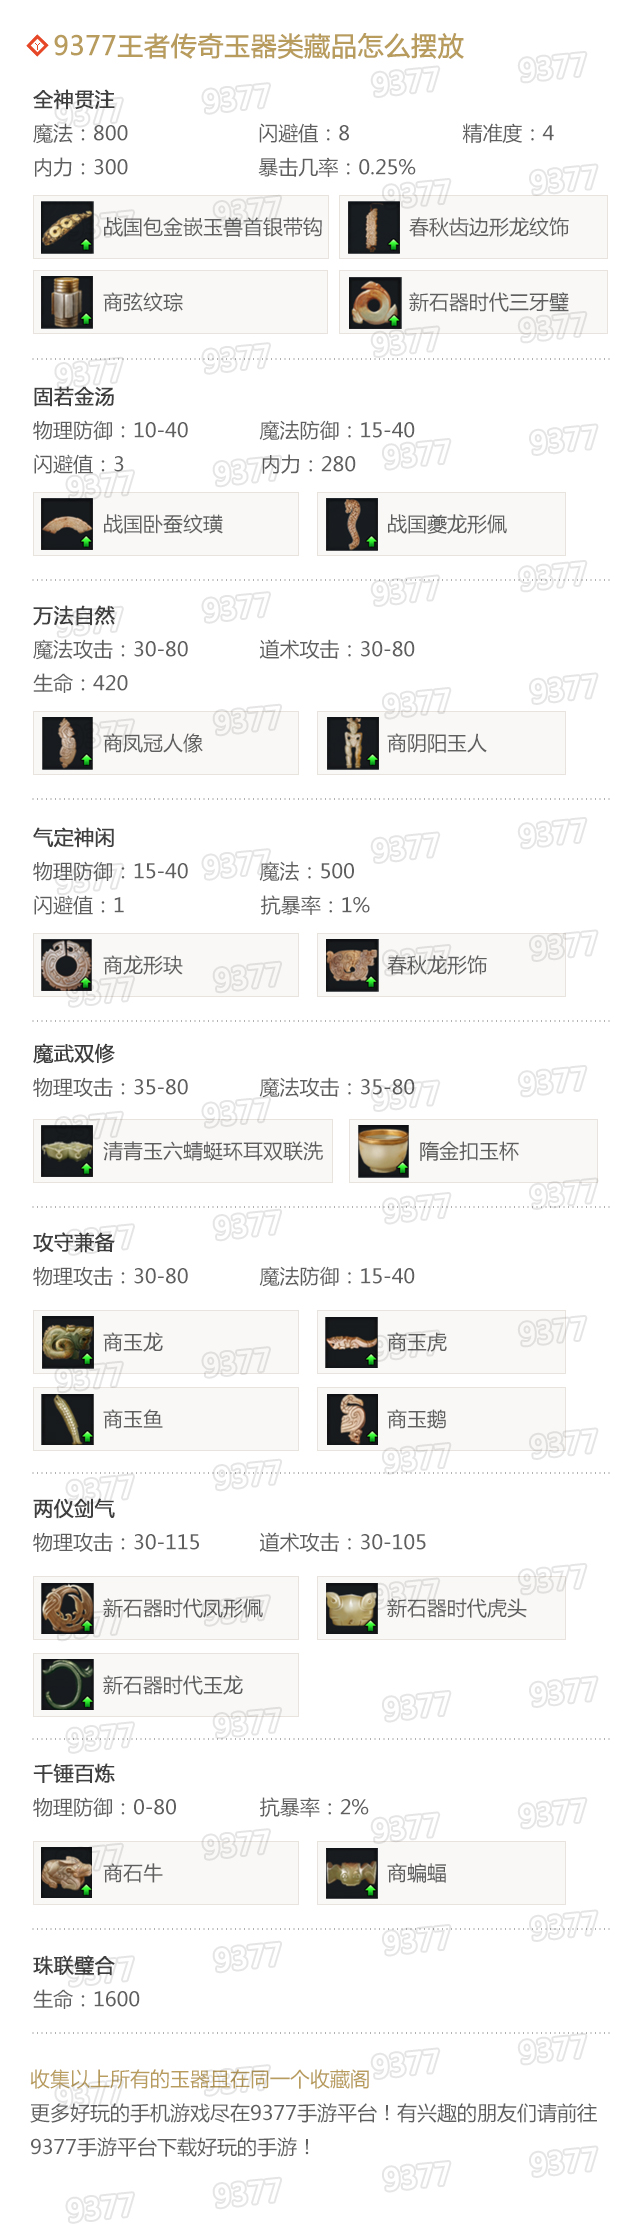 9377王者传奇玉器类藏品怎么摆放
全神贯注
魔法：800 闪避值：8 精准度：4
内力：300 暴击几率：0.25%
战国包金嵌玉兽首银带钩 春秋齿边形龙纹饰
商弦纹琮 新石器时代三牙璧
固若金汤
物理防御：10-40 魔法防御：15-40
闪避值：3 内力：280
战国卧蚕纹璜 战国夔龙形佩
万法自然
魔法攻击：30-80 道术攻击：30-80
生命：420
商凤冠人像 商阴阳玉人
气定神闲
物理防御：15-40 魔法：500
闪避值：1 抗暴率：1%
商龙形玦 春秋龙形饰
魔武双修
物理攻击：35-80 魔法攻击：35-80
清青玉六蜻蜓环耳双联洗 隋金扣玉杯
攻守兼备
物理攻击：30-80 魔法防御：15-40
商玉龙 商玉虎
商玉鱼 商玉鹅
两仪剑气
物理攻击：30-115 道术攻击：30-105
新石器时代凤形佩 新石器时代虎头
新石器时代玉龙
千锤百炼
物理防御：0-80 抗暴率：2%
商石牛 商蝙蝠
珠联璧合
生命：1600
收集以上所有的玉器且在同一个收藏阁
更多好玩的手机游戏尽在9377手游平台！有兴趣的朋友们请前往
9377手游平台下载好玩的手游！